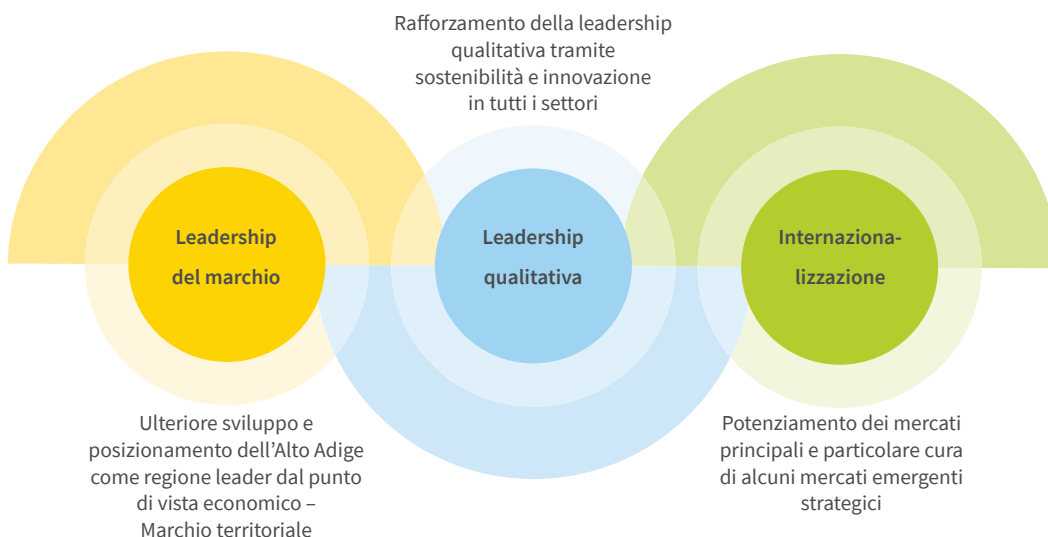 Rafforzamento della leadership
qualitativa tramite
sostenibilità e innovazione
in tutti i settori
Leadership
del marchio
Leadership
qualitativa
Internaziona-
lizzazione
Ulteriore sviluppo e
posizionamento dell’Alto Adige
come regione leader dal punto
di vista economico –
Marchio territoriale
Potenziamento dei mercati
principali e particolare cura
di alcuni mercati emergenti
strategici